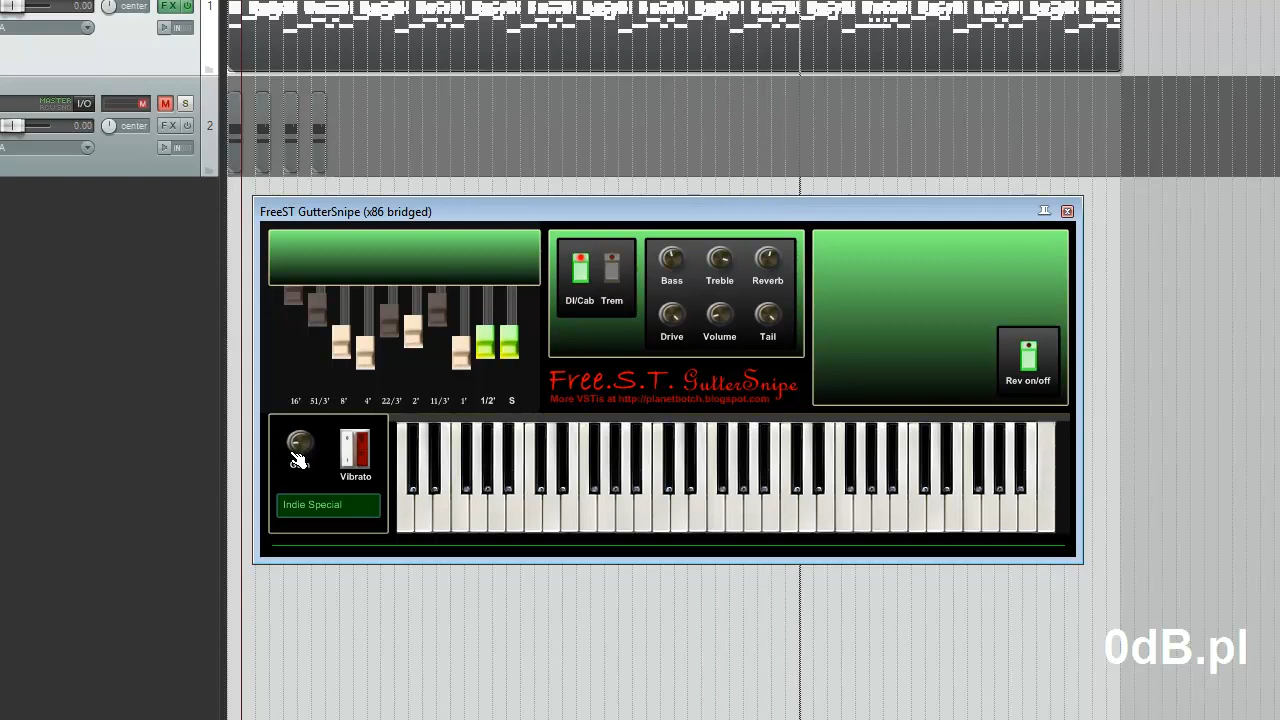 FX
center
1
A
IN
MASTER
I/O
M
M
S
0.00
center
FX
2
A
IN
0.00
FreeST GutterSnipe (x86 bridged)
Bass
Treble
Reverb
DI/Cab
Trem
Drive
Volume
Tail
Rev on/off
Free.S.T. GutterSnipe
More VSTis at http://planetbotch.blogspot.com
16'
51/3'
8'
4'
22/3'
2'
11/3'
1'
1/2'
S
Vibrato
Indie Special
0dB.pl